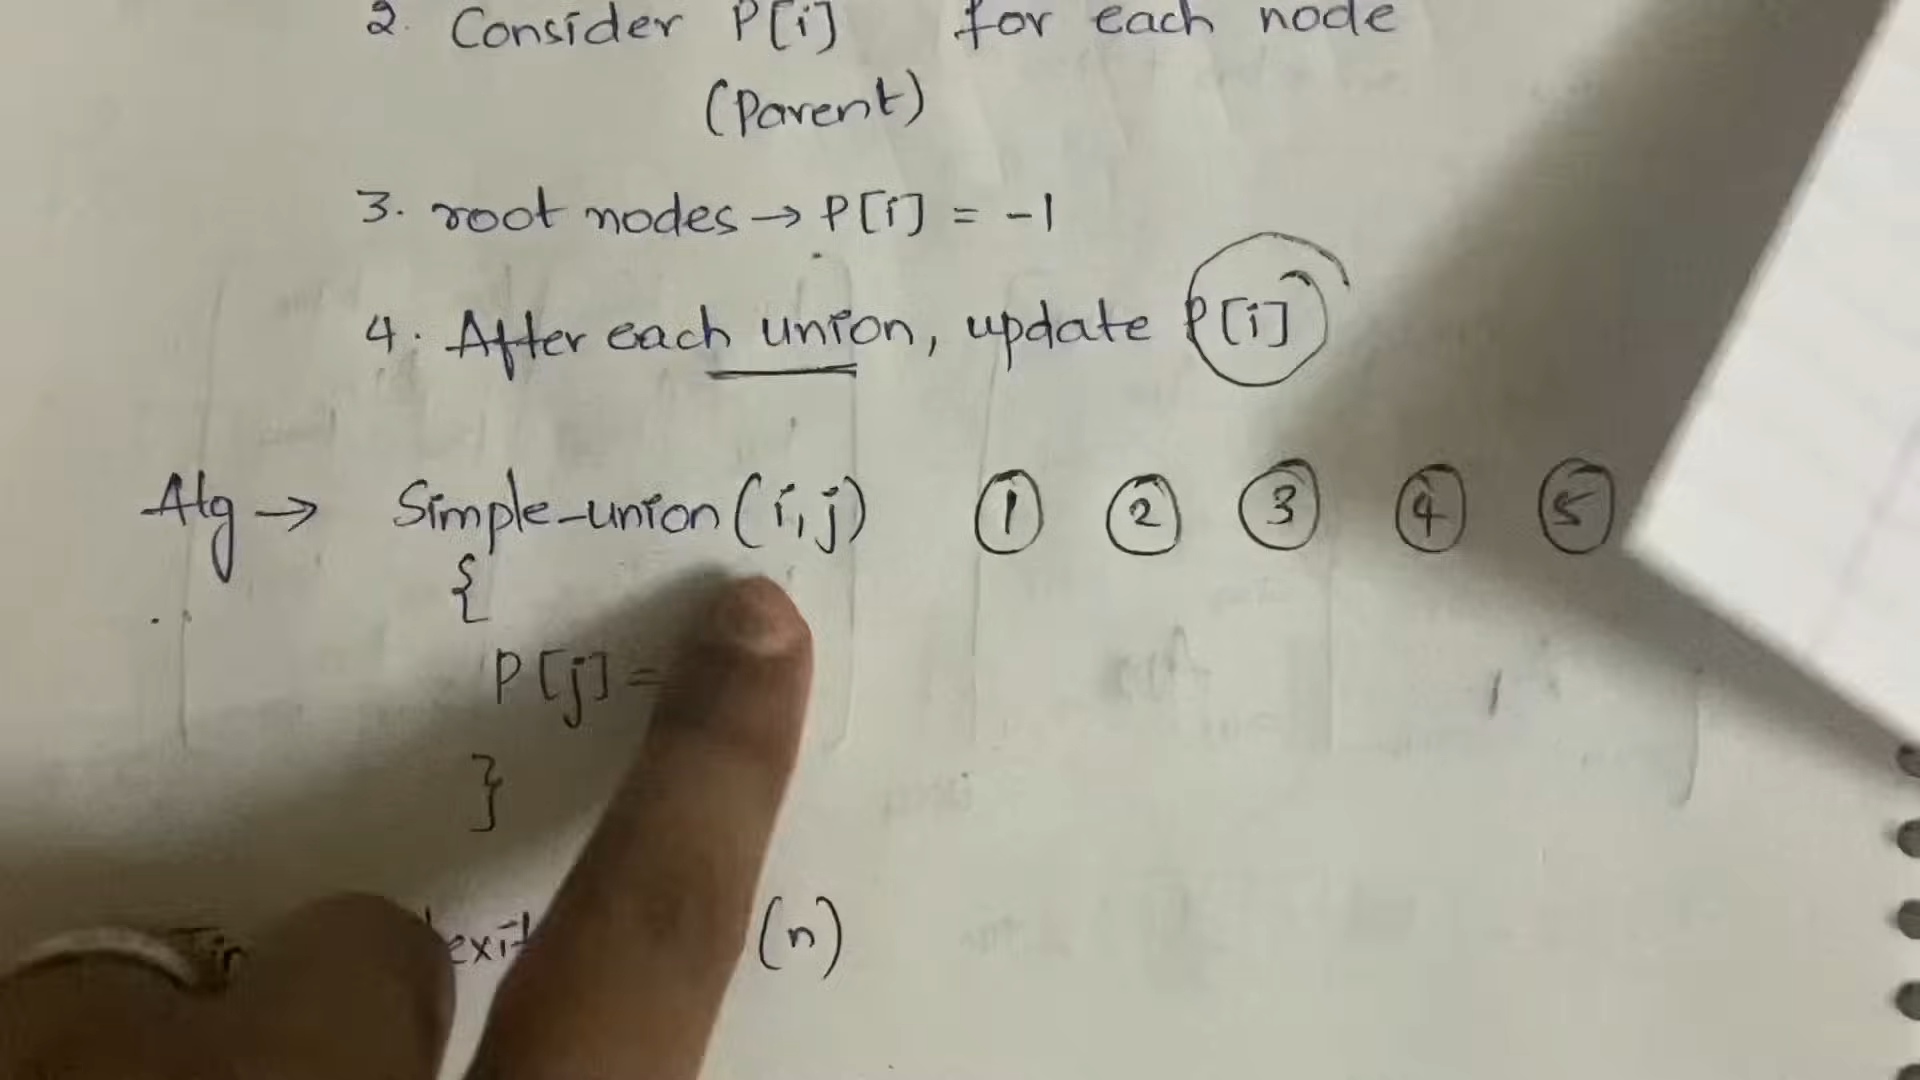 2. Consider P[i] for each node
(Parent)
3. root nodes → P[i] = -1
4. After each union, update P[i]
Alg → Simple-union(i,j) 1 2 3 4 5
{
P[j] =
}
(n)